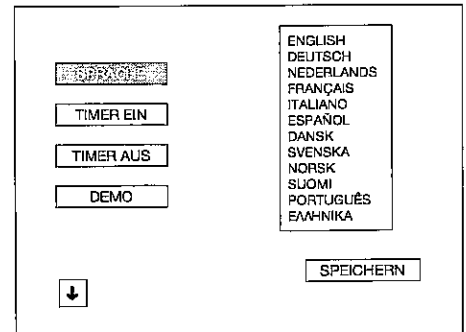 SPRACHE
TIMER EIN
TIMER AUS
DEMO
ENGLISH
DEUTSCH
NEDERLANDS
FRANÇAIS
ITALIANO
ESPAÑOL
DANSK
SVENSKA
NORSK
SUOMI
PORTUGUÊS
ΕΛΛΗΝΙΚΑ
SPEICHERN